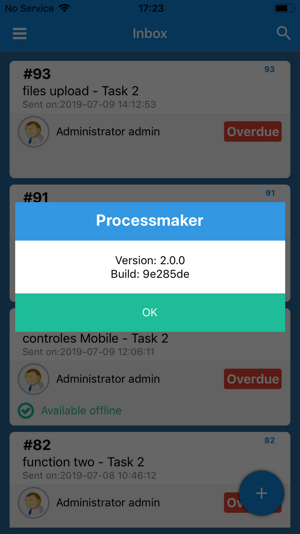 No Service 17:23
Inbox
#93 93
files upload - Task 2
Sent on:2019-07-09 14:12:53
Administrator admin Overdue
#91 91
Processmaker
Version: 2.0.0
Build: 9e285de
OK
controles Mobile - Task 2
Sent on:2019-07-09 12:06:11
Administrator admin Overdue
Available offline
#82 82
function two - Task 2
Sent on:2019-07-08 10:46:12
Administrator admin